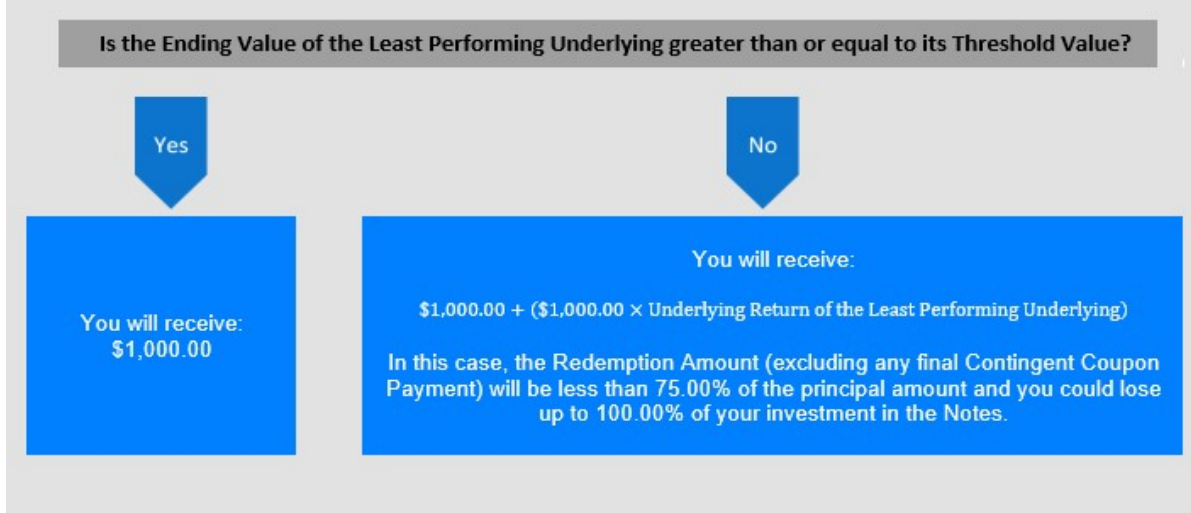 Is the Ending Value of the Least Performing Underlying greater than or equal to its Threshold Value?
Yes
No
You will receive:
$1,000.00
You will receive:
$1,000.00 + ($1,000.00 × Underlying Return of the Least Performing Underlying)
In this case, the Redemption Amount (excluding any final Contingent Coupon
Payment) will be less than 75.00% of the principal amount and you could lose
up to 100.00% of your investment in the Notes.